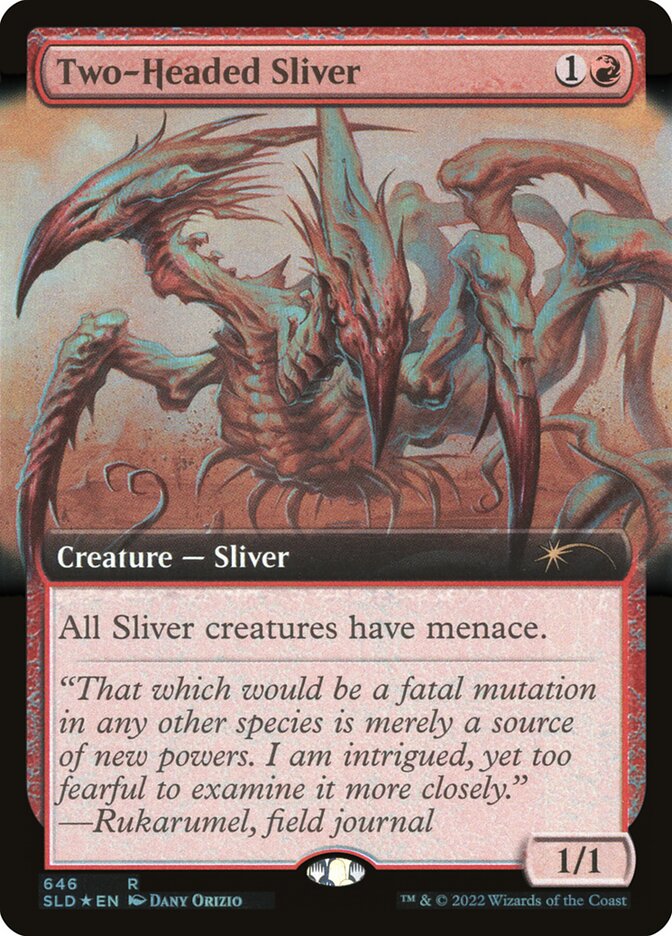 Two-Headed Sliver 1
Creature — Sliver
All Sliver creatures have menace.
“That which would be a fatal mutation
in any other species is merely a source
of new powers. I am intrigued, yet too
fearful to examine it more closely.”
—Rukarumel, field journal
1/1
646 R
SLD★EN Dany Orizio
™ & © 2022 Wizards of the Coast